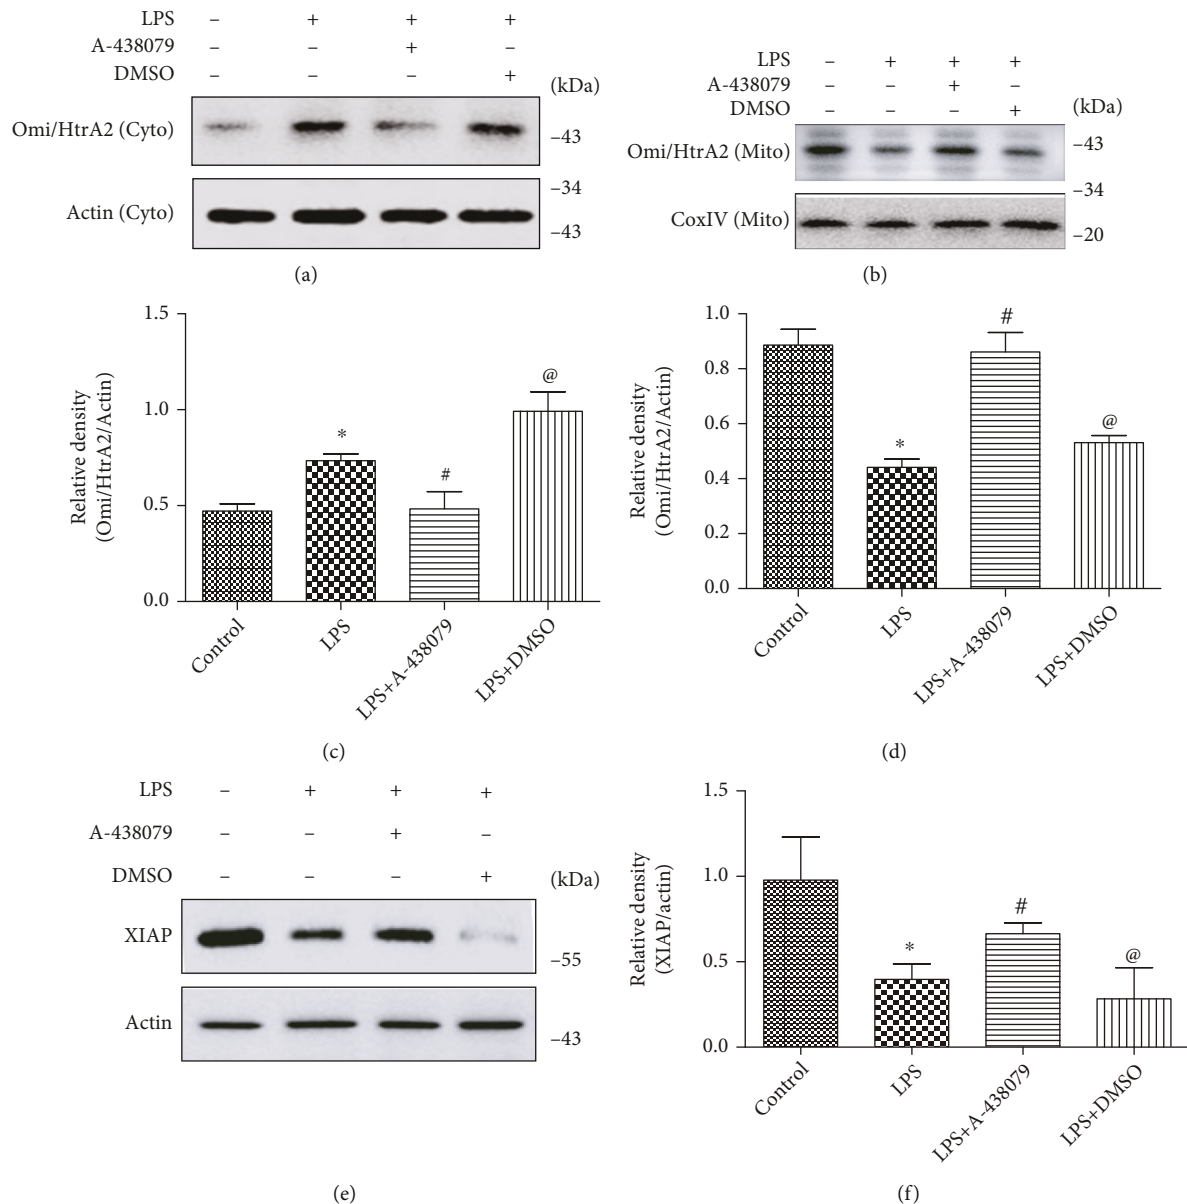 LPS – + + +
A-438079 – – + –
DMSO – – – +
(kDa)
Omi/HtrA2 (Cyto)
–43
–34
Actin (Cyto)
–43
(a)
LPS – + + +
A-438079 – – + –
DMSO – – – +
(kDa)
Omi/HtrA2 (Mito)
–43
–34
CoxIV (Mito)
–20
(b)
Relative density
(Omi/HtrA2/Actin)
1.5
1.0
0.5
0.0
*
#
@
Control
LPS
LPS+A-438079
LPS+DMSO
(c)
Relative density
(Omi/HtrA2/Actin)
1.0
0.8
0.6
0.4
0.2
0.0
*
#
@
Control
LPS
LPS+A-438079
LPS+DMSO
(d)
LPS – + + +
A-438079 – – + –
DMSO – – – +
(kDa)
XIAP
–55
Actin
–43
(e)
Relative density
(XIAP/actin)
1.5
1.0
0.5
0.0
*
#
@
Control
LPS
LPS+A-438079
LPS+DMSO
(f)